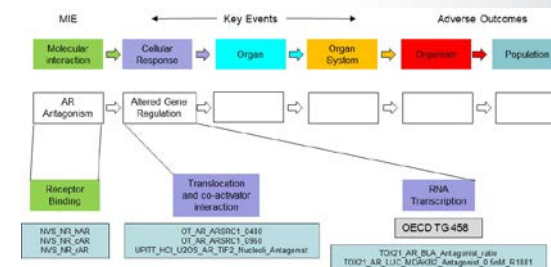 MIE
Key Events
Adverse Outcomes
Molecular
interaction
Cellular
Response
Organ
Organ
System
Organism
Population
AR
Antagonism
Altered Gene
Regulation
Receptor
Binding
Translocation
and co-activator
interaction
RNA
Transcription
OECD TG 458
NVS_NR_hAR
NVS_NR_cAR
NVS_NR_rAR
OT_AR_ARSRC1_0480
OT_AR_ARSRC1_0960
UPITT_HCI_U2OS_AR_TIF2_Nucleoli_Antagonist
TOX21_AR_BLA_Antagonist_ratio
TOX21_AR_LUC_MDAKB2_Antagonist_0.5nM_R1881